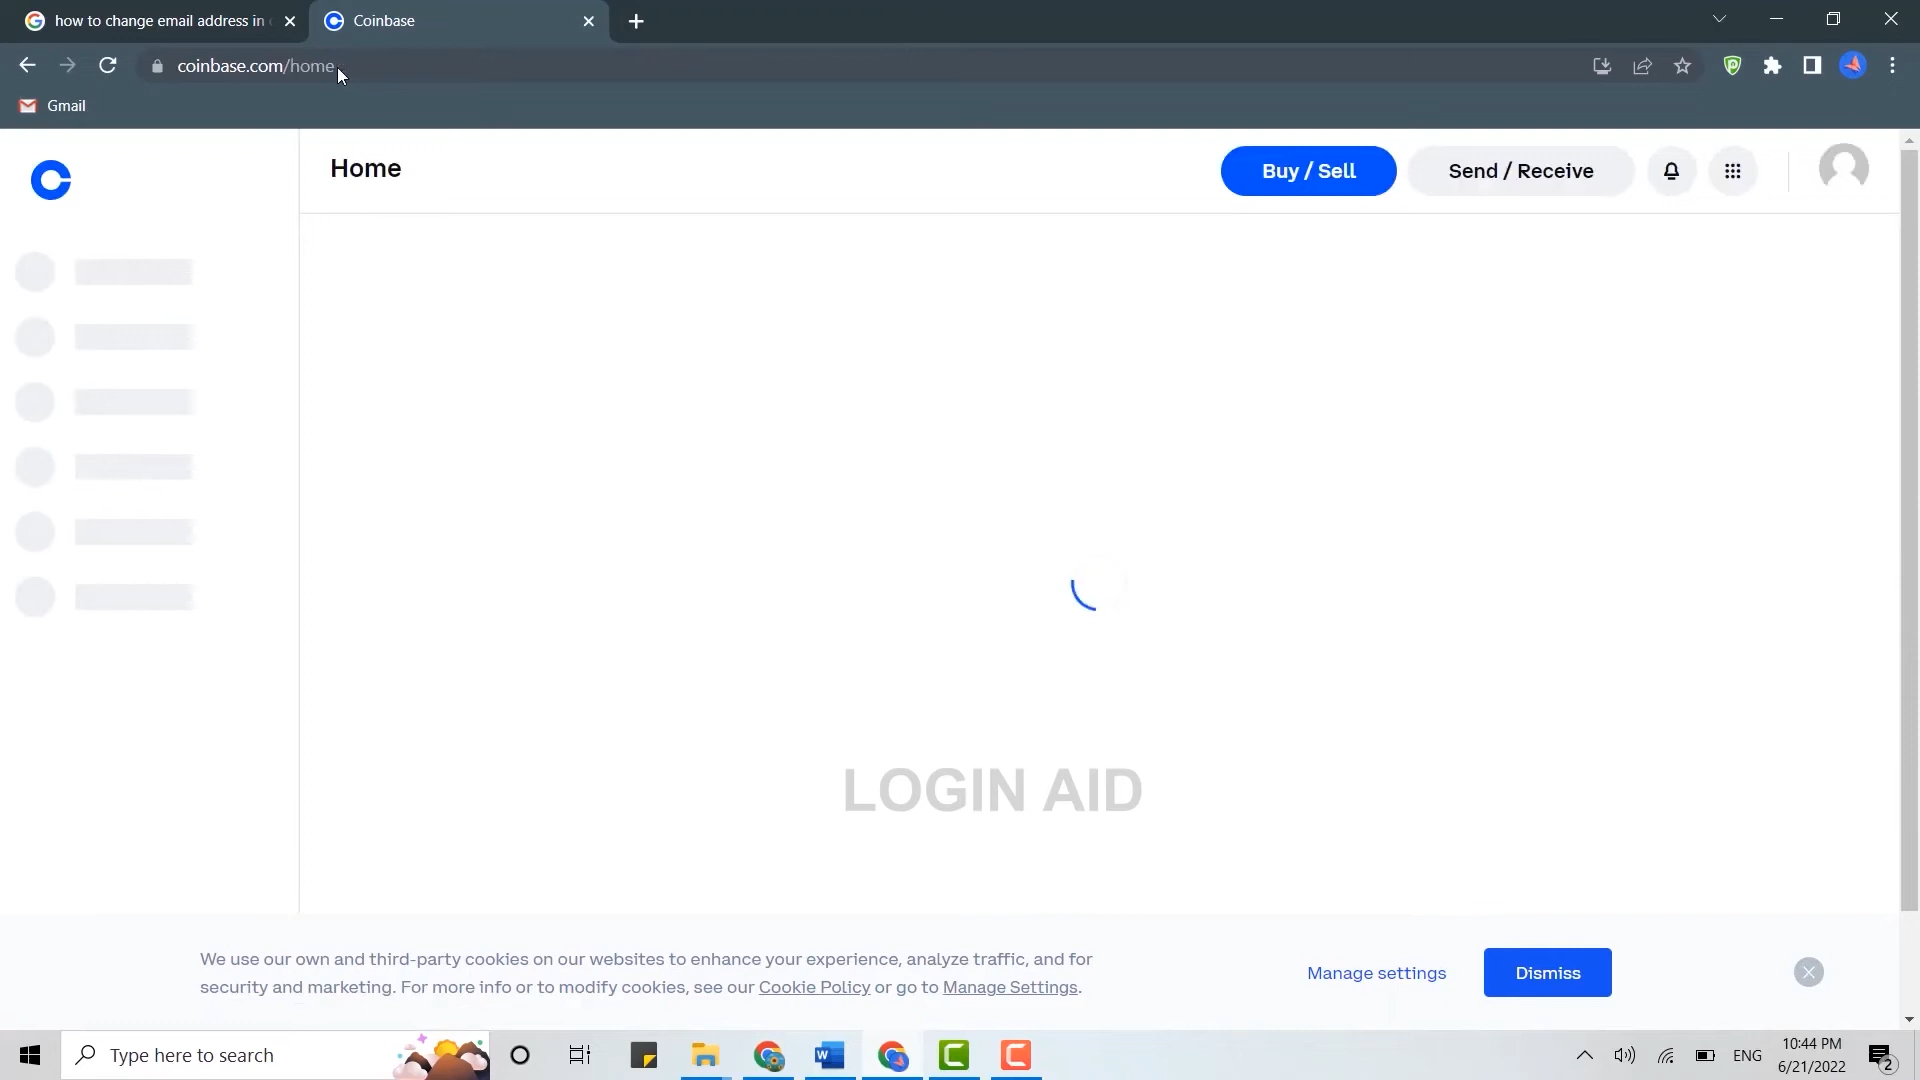 how to change email address in
Coinbase
coinbase.com/home
Gmail
Home
Buy / Sell
Send / Receive
LOGIN AID
We use our own and third-party cookies on our websites to enhance your experience, analyze traffic, and for
security and marketing. For more info or to modify cookies, see our Cookie Policy or go to Manage Settings.
Manage settings
Dismiss
Type here to search
ENG
10:44 PM
6/21/2022
2